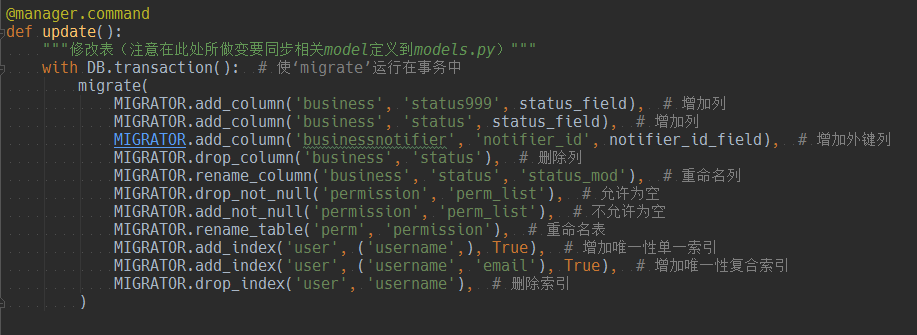 @manager.command
def update():
"""修改表（注意在此处所做变要同步相关model定义到models.py）"""
with DB.transaction():  # 使‘migrate’运行在事务中
migrate(
MIGRATOR.add_column('business', 'status999', status_field),  # 增加列
MIGRATOR.add_column('business', 'status', status_field),  # 增加列
MIGRATOR.add_column('businessnotifier', 'notifier_id', notifier_id_field),  # 增加外键列
MIGRATOR.drop_column('business', 'status'),  # 删除列
MIGRATOR.rename_column('business', 'status', 'status_mod'),  # 重命名列
MIGRATOR.drop_not_null('permission', 'perm_list'),  # 允许为空
MIGRATOR.add_not_null('permission', 'perm_list'),  # 不允许为空
MIGRATOR.rename_table('perm', 'permission'),  # 重命名表
MIGRATOR.add_index('user', ('username',), True),  # 增加唯一性单一索引
MIGRATOR.add_index('user', ('username', 'email'), True),  # 增加唯一性复合索引
MIGRATOR.drop_index('user', 'username'),  # 删除索引
)